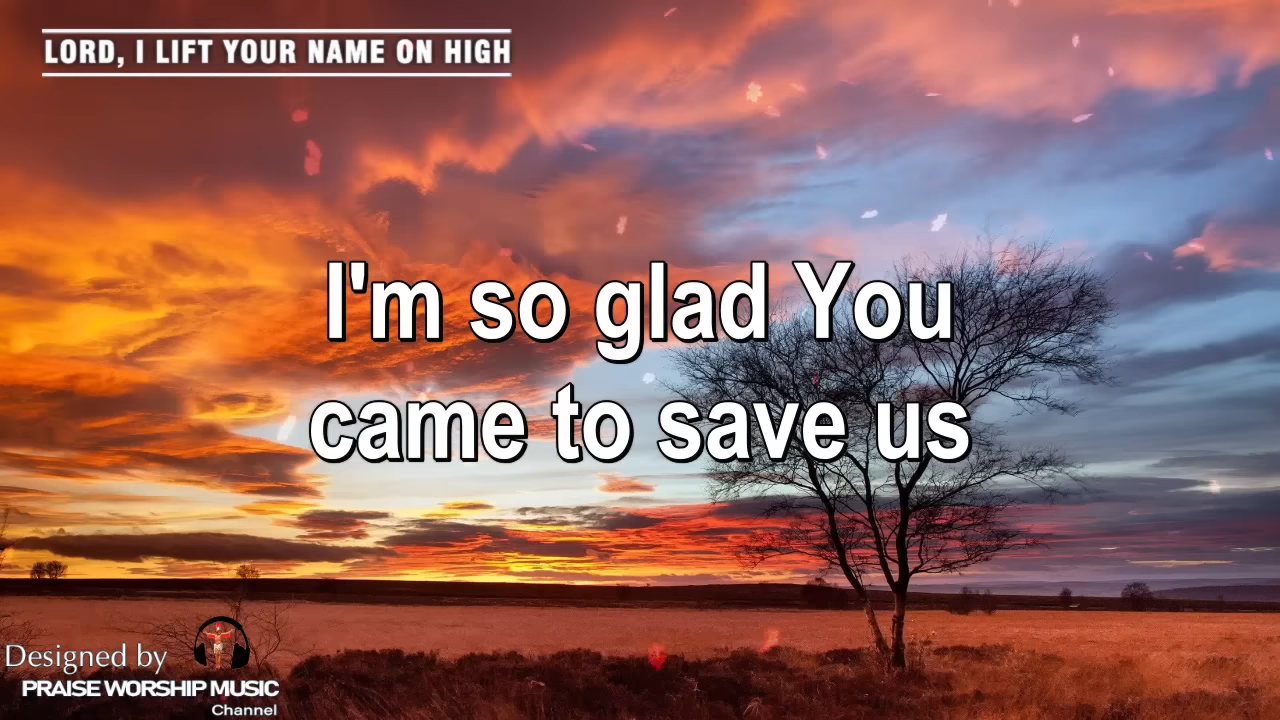 LORD, I LIFT YOUR NAME ON HIGH
I'm so glad You
came to save us
Designed by
PRAISE WORSHIP MUSIC
Channel